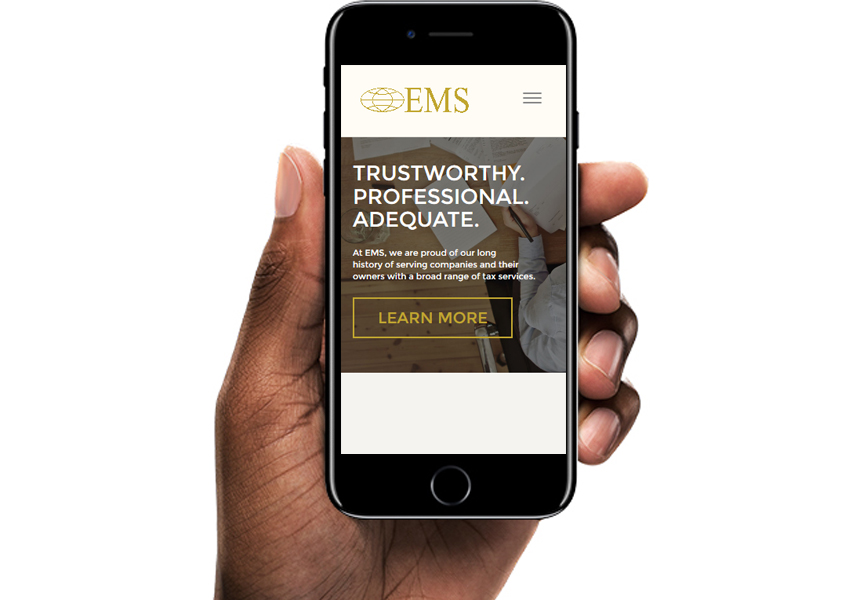 EMS
TRUSTWORTHY.
PROFESSIONAL.
ADEQUATE.
At EMS, we are proud of our long
history of serving companies and their
owners with a broad range of tax services.
LEARN MORE